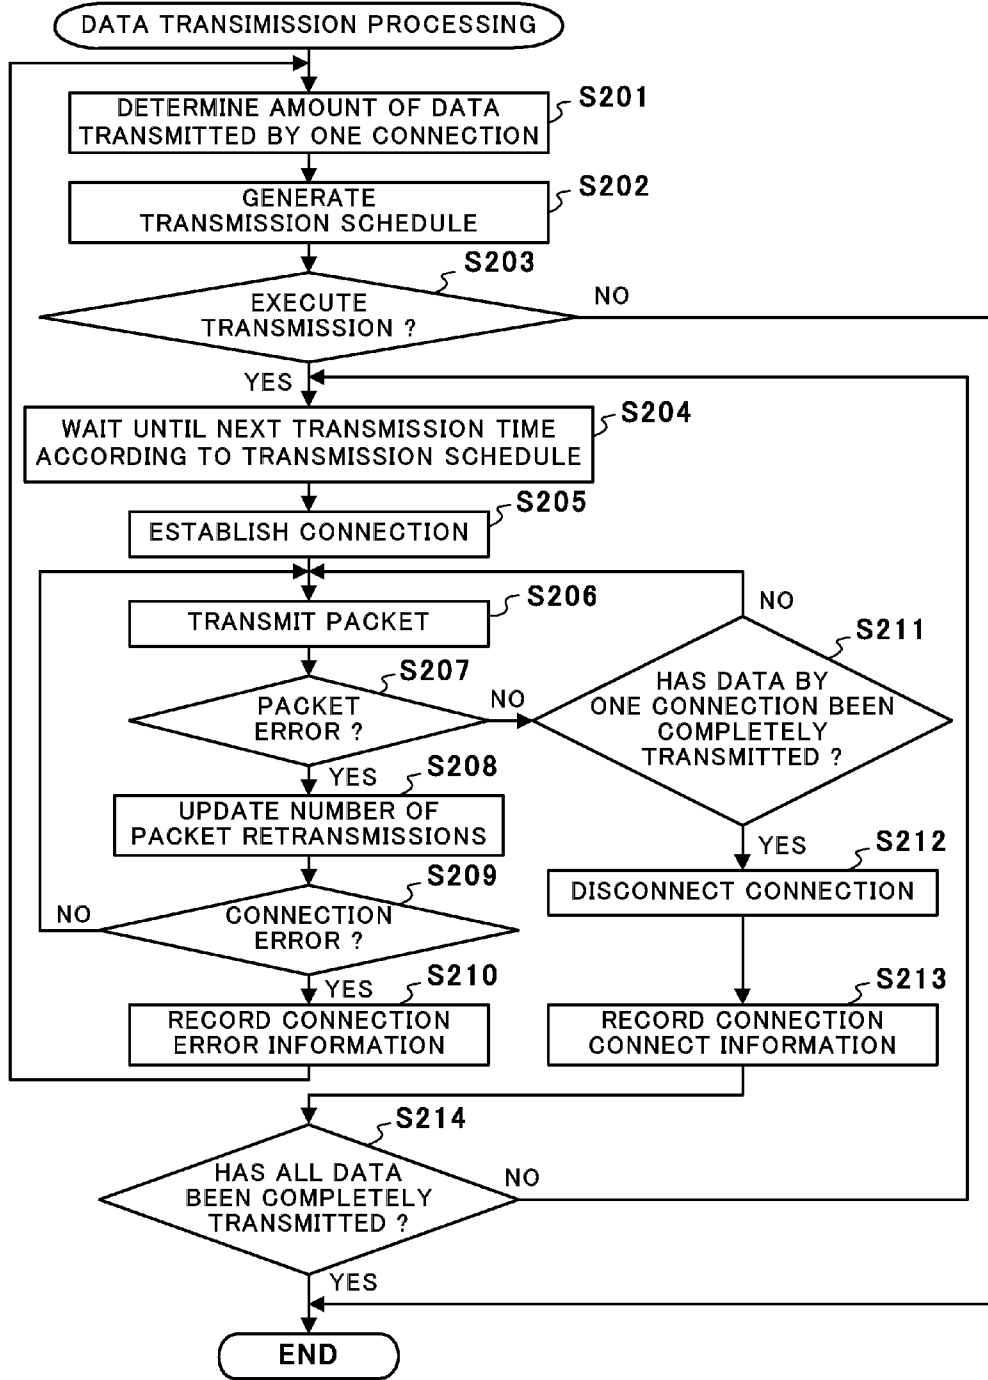 DATA TRANSIMISSION PROCESSING
S201
DETERMINE AMOUNT OF DATA
TRANSMITTED BY ONE CONNECTION
S202
GENERATE
TRANSMISSION SCHEDULE
S203
EXECUTE
TRANSMISSION ?
NO
YES
S204
WAIT UNTIL NEXT TRANSMISSION TIME
ACCORDING TO TRANSMISSION SCHEDULE
S205
ESTABLISH CONNECTION
S206
TRANSMIT PACKET
S207
PACKET
ERROR ?
NO
YES
S211
NO
HAS DATA BY
ONE CONNECTION BEEN
COMPLETELY
TRANSMITTED ?
YES
S208
UPDATE NUMBER OF
PACKET RETRANSMISSIONS
S209
CONNECTION
ERROR ?
NO
YES
S212
DISCONNECT CONNECTION
S210
RECORD CONNECTION
ERROR INFORMATION
S213
RECORD CONNECTION
CONNECT INFORMATION
S214
HAS ALL DATA
BEEN COMPLETELY
TRANSMITTED ?
NO
YES
END